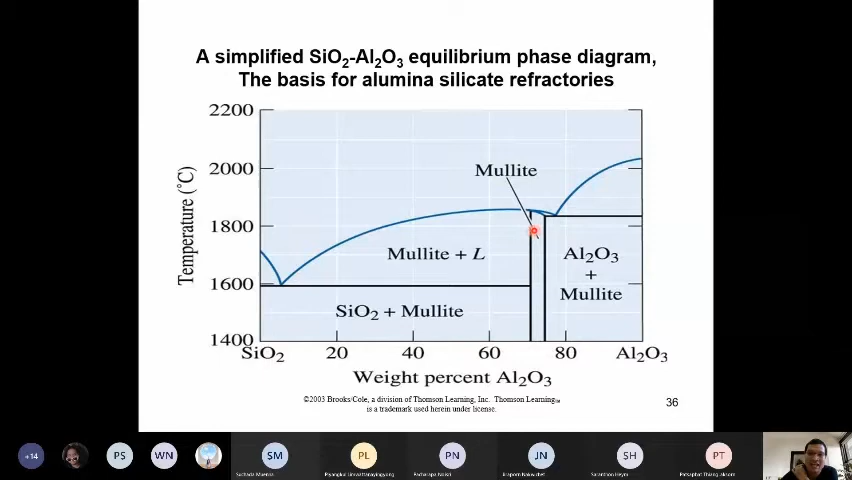 A simplified SiO₂-Al₂O₃ equilibrium phase diagram,
The basis for alumina silicate refractories
2200
2000
1800
1600
1400
Temperature (°C)
Mullite
Mullite + L
SiO₂ + Mullite
Al₂O₃
+
Mullite
SiO₂
20
40
60
80
Al₂O₃
Weight percent Al₂O₃
©2003 Brooks/Cole, a division of Thomson Learning, Inc. Thomson Learning™
is a trademark used herein under license.
36
+14
PS
WN
SM
PL
PN
JN
SH
PT